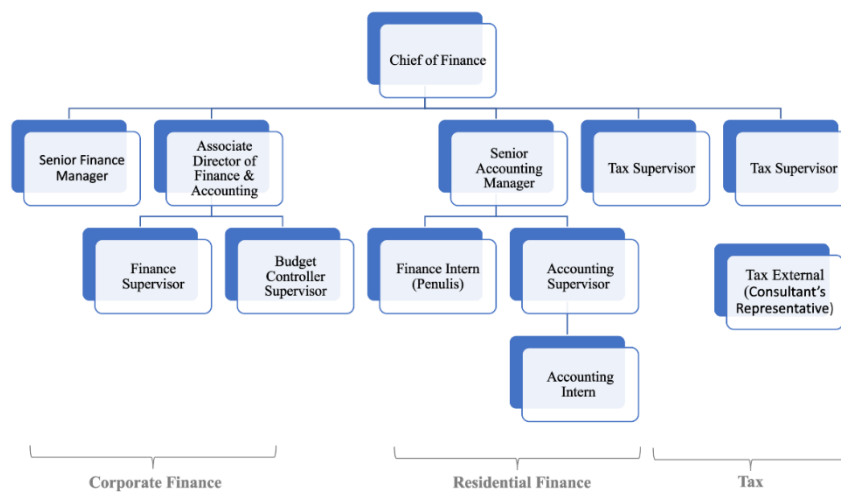 Chief of Finance
Senior Finance
Manager
Associate
Director of
Finance &
Accounting
Senior
Accounting
Manager
Tax Supervisor
Tax Supervisor
Finance
Supervisor
Budget
Controller
Supervisor
Finance Intern
(Penulis)
Accounting
Supervisor
Tax External
(Consultant's
Representative)
Accounting
Intern
Corporate Finance
Residential Finance
Tax